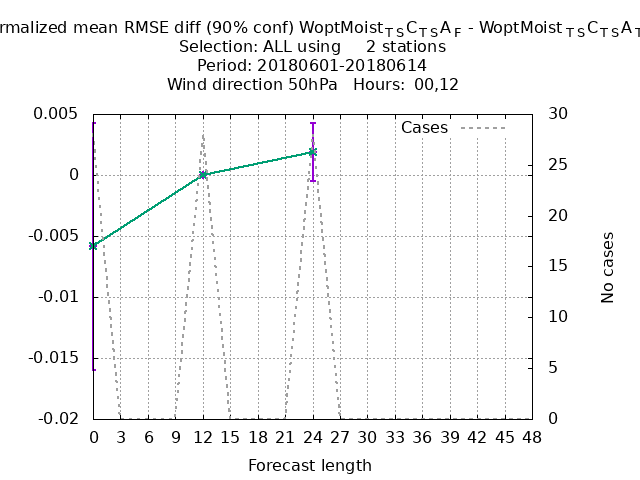 rmalized mean RMSE diff (90% conf) WoptMoistTSCTSAF - WoptMoistTSCTSAT
Selection: ALL using 2 stations
Period: 20180601-20180614
Wind direction 50hPa Hours: 00,12
Cases
0.005
0
-0.005
-0.01
-0.015
-0.02
30
25
20
15
10
5
0
No cases
0 3 6 9 12 15 18 21 24 27 30 33 36 39 42 45 48
Forecast length